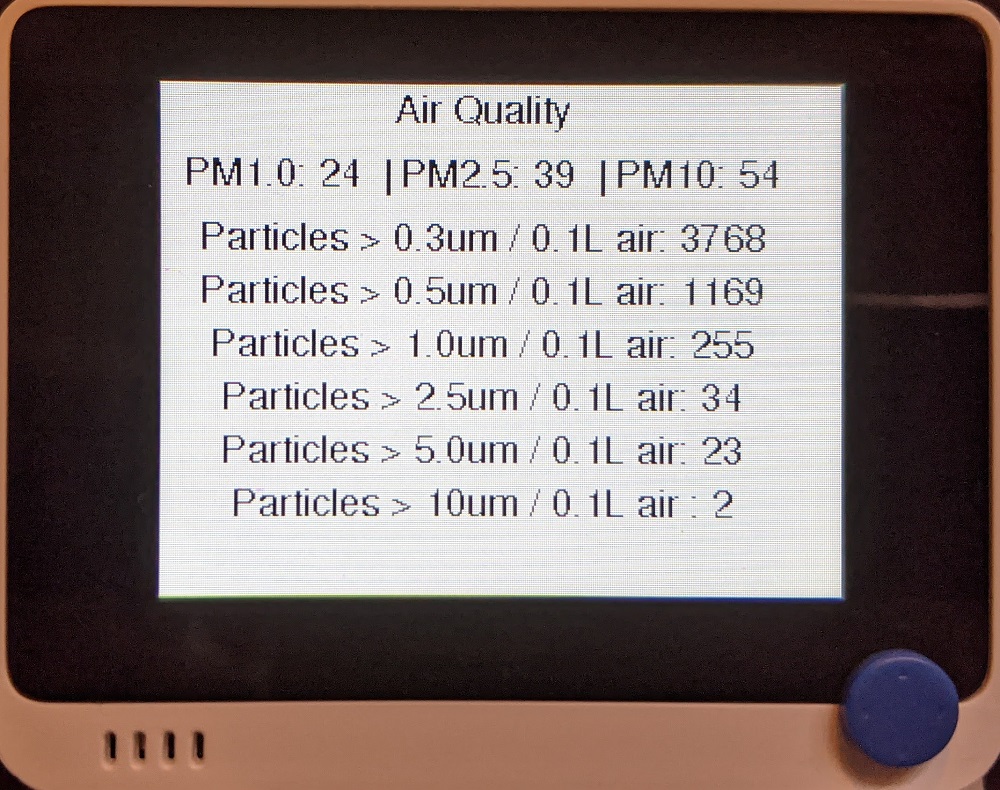 Air Quality
PM1.0: 24 | PM2.5: 39 | PM10: 54
Particles > 0.3um / 0.1L air: 3768
Particles > 0.5um / 0.1L air: 1169
Particles > 1.0um / 0.1L air: 255
Particles > 2.5um / 0.1L air: 34
Particles > 5.0um / 0.1L air: 23
Particles > 10um / 0.1L air : 2